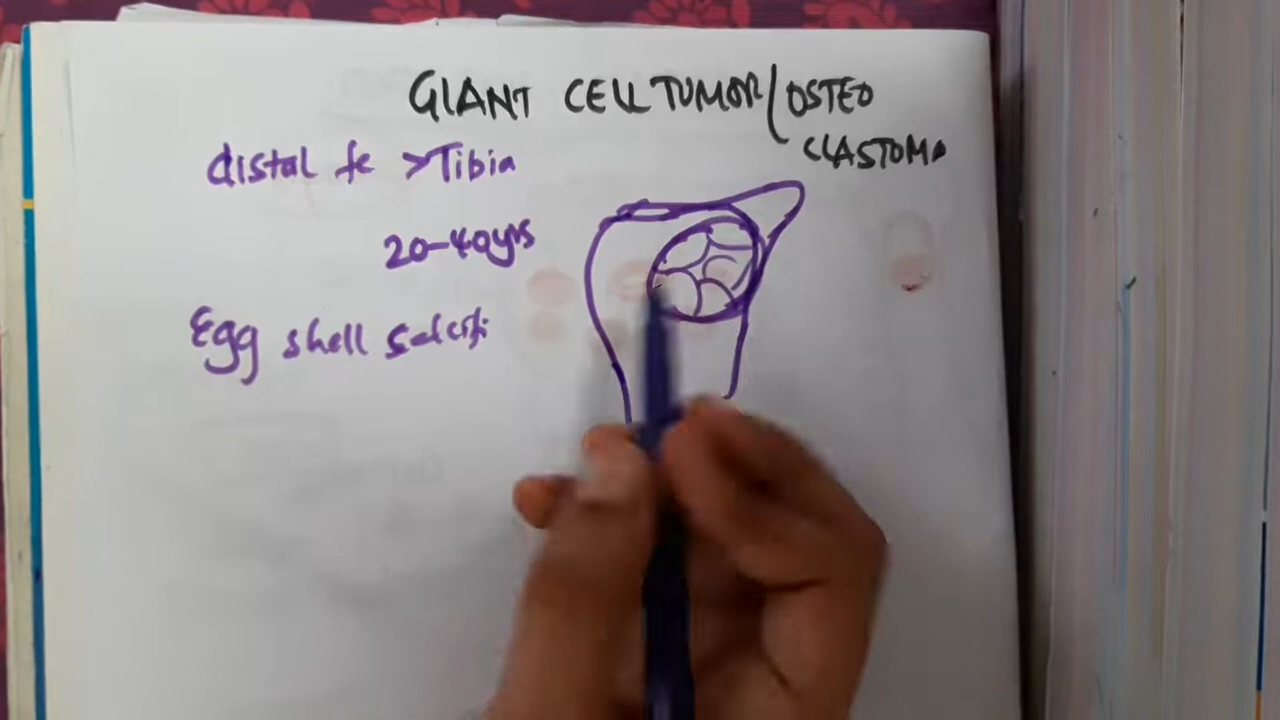 GIANT CELL TUMOR/OSTEO
CLASTOMA
distal fe >Tibia
20-40yrs
Egg shell